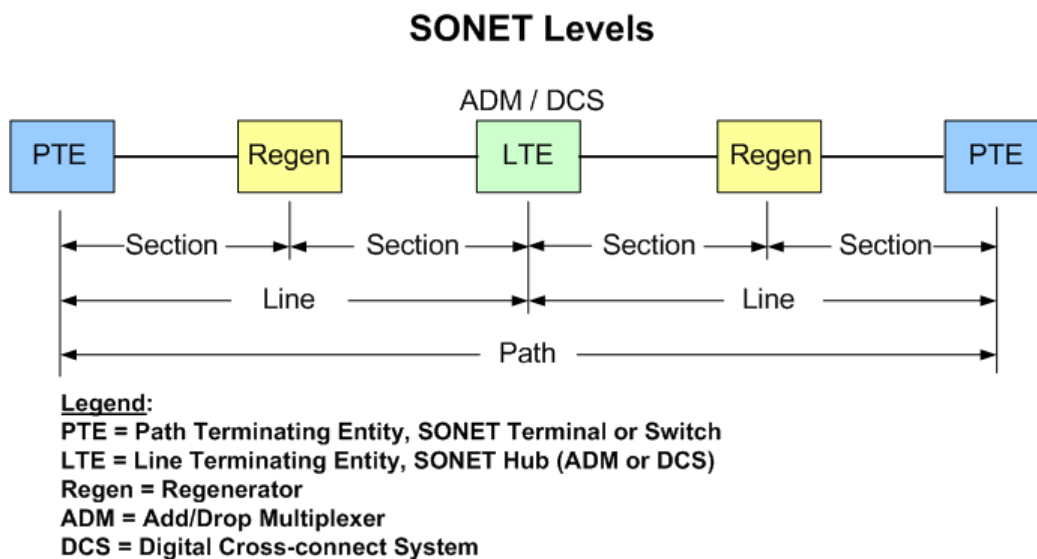 SONET Levels
ADM / DCS
PTE Regen LTE Regen PTE
Section Section Section Section
Line Line
Path
Legend:
PTE = Path Terminating Entity, SONET Terminal or Switch
LTE = Line Terminating Entity, SONET Hub (ADM or DCS)
Regen = Regenerator
ADM = Add/Drop Multiplexer
DCS = Digital Cross-connect System